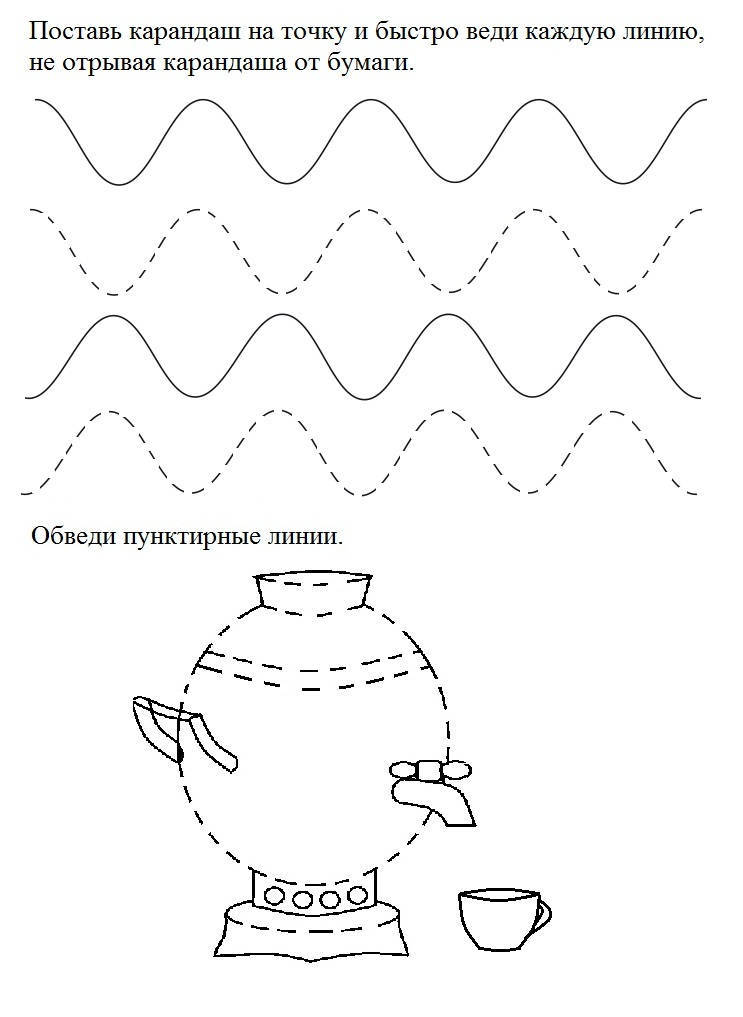 Поставь карандаш на точку и быстро веди каждую линию,
не отрывая карандаша от бумаги.
Обведи пунктирные линии.